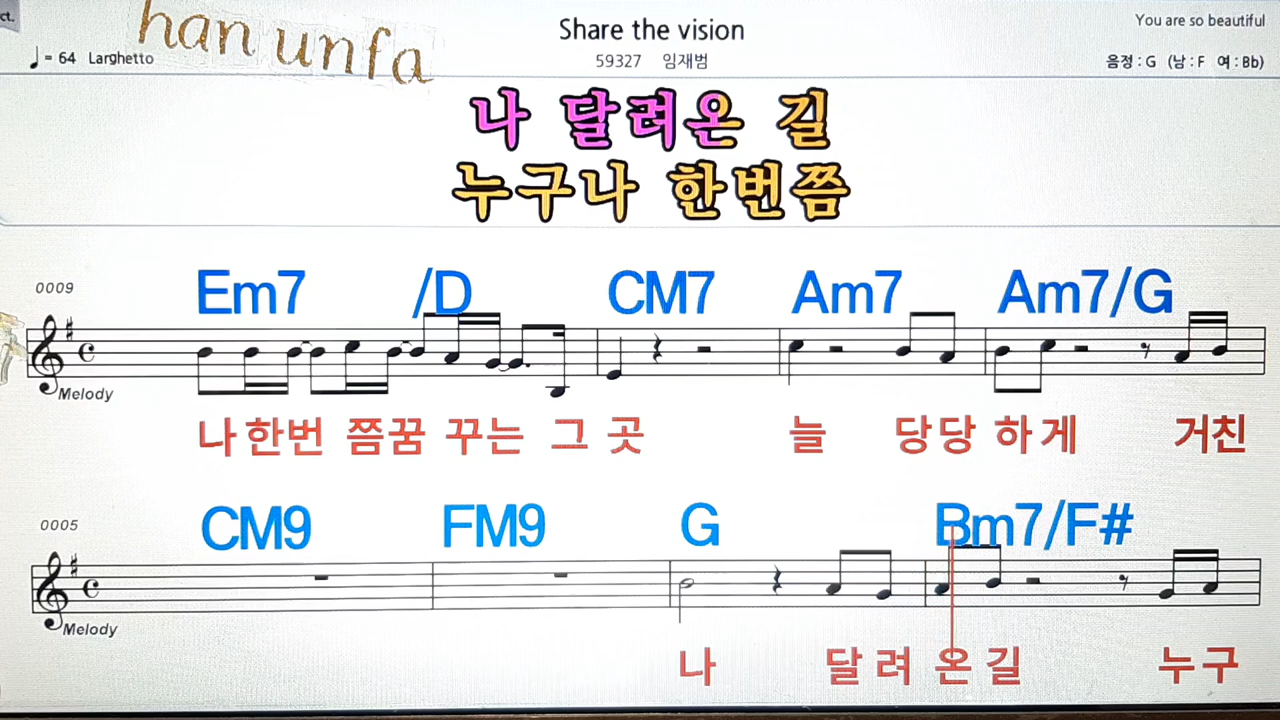 ct.
han unfa
Share the vision
You are so beautiful
= 64 Larghetto
59327 임재범
음정 : G (남 : F 여 : Bb)
나 달려온 길
누구나 한번쯤
0009
Em7 /D CM7 Am7 Am7/G
Melody
나한번 쯤꿈 꾸는 그 곳 늘 당당 하게 거친
0005
CM9 FM9 G Bm7/F#
Melody
나 달려 온길 누구